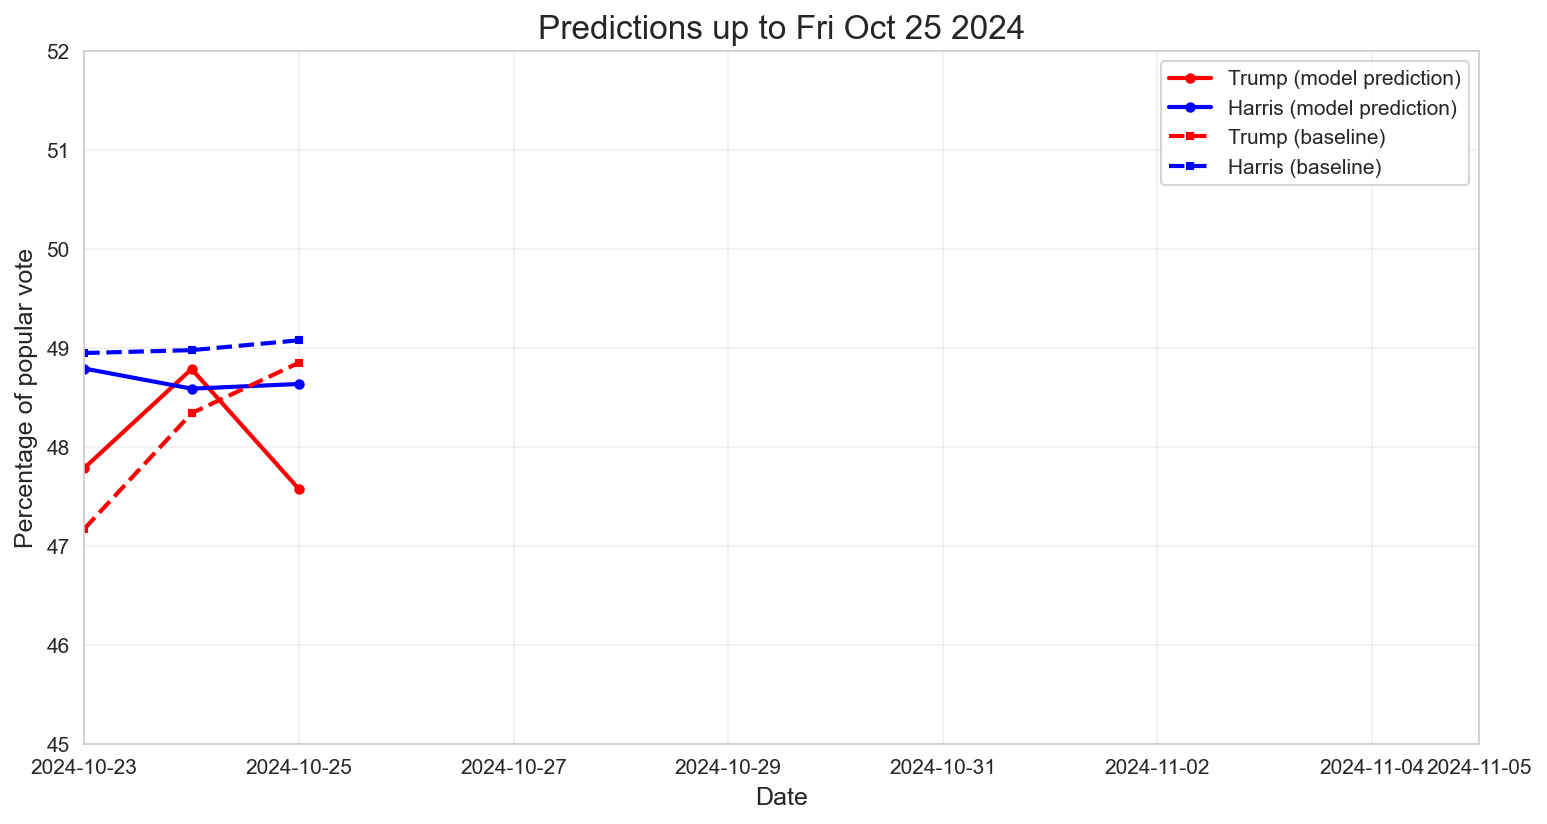 Predictions up to Fri Oct 25 2024
52
51
50
49
48
47
46
45
Percentage of popular vote
Trump (model prediction)
Harris (model prediction)
Trump (baseline)
Harris (baseline)
2024-10-23
2024-10-25
2024-10-27
2024-10-29
2024-10-31
2024-11-02
2024-11-04
2024-11-05
Date